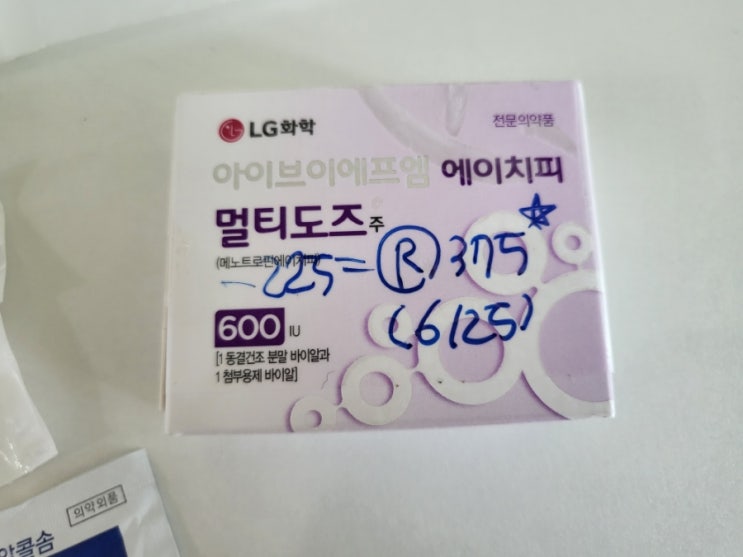 LG화학
전문의약품
아이브이에프엠 에이치피
멀티도즈주
(메노트로핀에이치피)
-225=Ⓡ375☆
(6/25)
600 IU
[1 동결건조 분말 바이알과
1 첨부용제 바이알]
의약외품
알콜솜